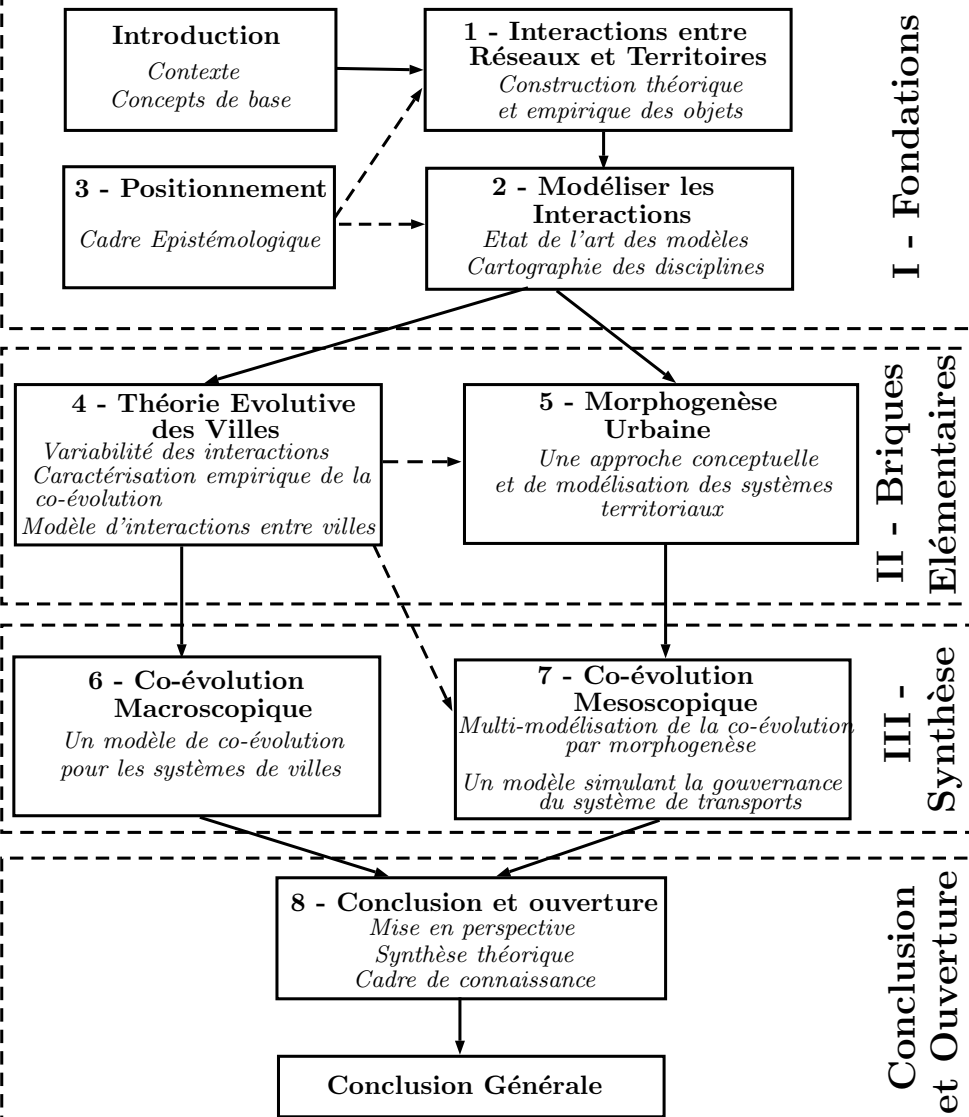 Introduction
Contexte
Concepts de base
1 - Interactions entre
Réseaux et Territoires
Construction théorique
et empirique des objets
3 - Positionnement
Cadre Epistémologique
2 - Modéliser les
Interactions
Etat de l'art des modèles
Cartographie des disciplines
I - Fondations
4 - Théorie Evolutive
des Villes
Variabilité des interactions
Caractérisation empirique de la
co-évolution
Modèle d'interactions entre villes
5 - Morphogenèse
Urbaine
Une approche conceptuelle
et de modélisation des systèmes
territoriaux
II - Briques
Elémentaires
6 - Co-évolution
Macroscopique
Un modèle de co-évolution
pour les systèmes de villes
7 - Co-évolution
Mesoscopique
Multi-modélisation de la co-évolution
par morphogenèse
Un modèle simulant la gouvernance
du système de transports
III -
Synthèse
8 - Conclusion et ouverture
Mise en perspective
Synthèse théorique
Cadre de connaissance
Conclusion Générale
Conclusion
et Ouverture